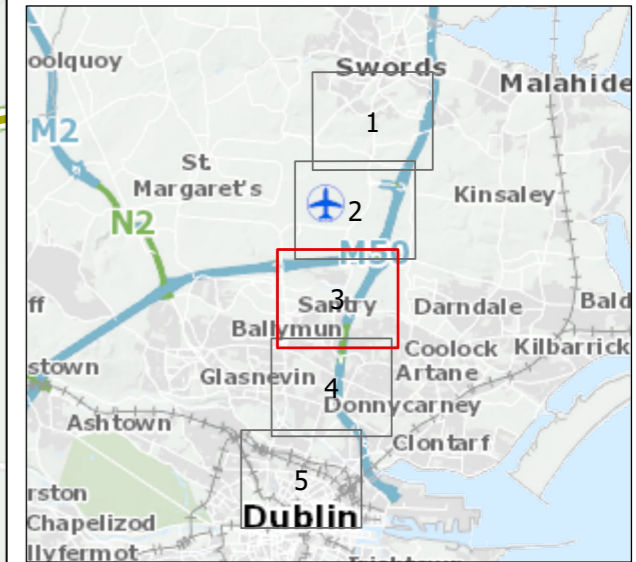 oolquoy
Swords
Malahide
M2
1
St.
Margaret's
Kinsaley
N2
2
M50
ff
3
Santry
Darndale
Bald
Ballymun
stown
Coolock
Kilbarrick
Glasnevin
4
Artane
Donnycarney
Ashtown
Clontarf
5
rston
Chapelizod
Dublin
llyfermot